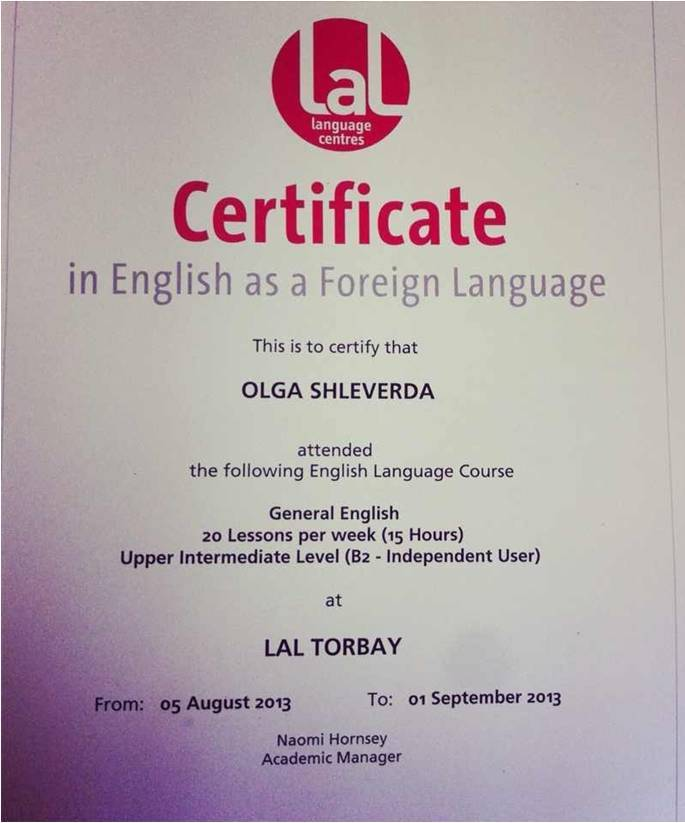 LaL
language
centres
Certificate
in English as a Foreign Language
This is to certify that
OLGA SHLEVERDA
attended
the following English Language Course
General English
20 Lessons per week (15 Hours)
Upper Intermediate Level (B2 - Independent User)
at
LAL TORBAY
From: 05 August 2013 To: 01 September 2013
Naomi Hornsey
Academic Manager